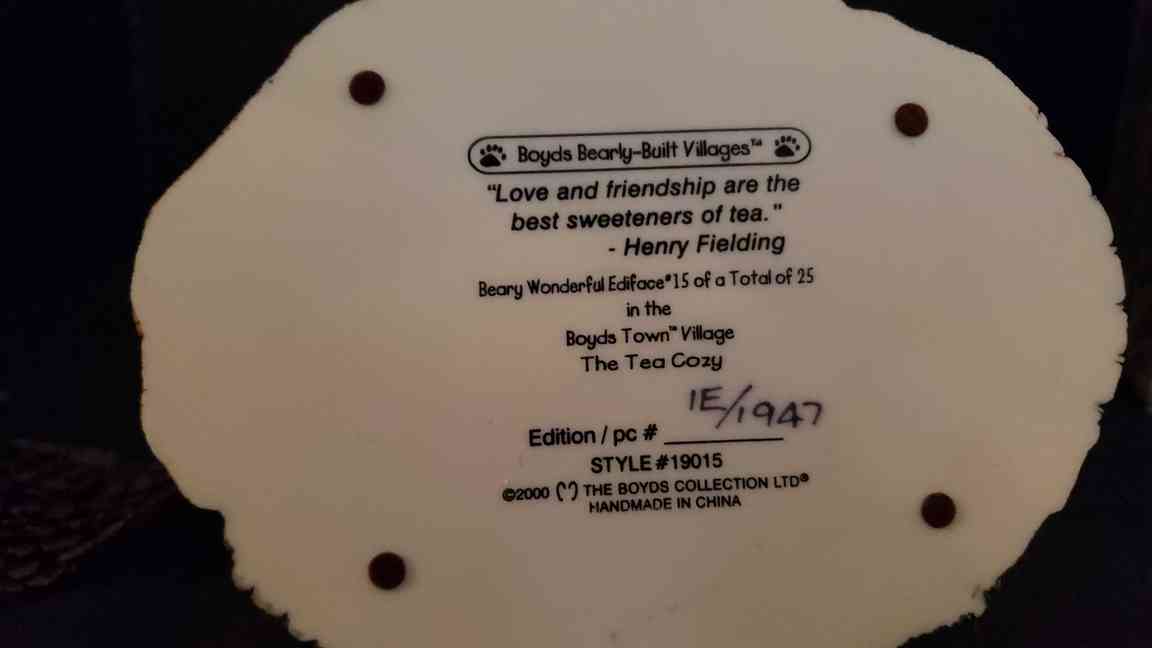 Boyds Bearly-Built Villages™
"Love and friendship are the
best sweeteners of tea."
- Henry Fielding
Beary Wonderful Ediface #15 of a Total of 25
in the
Boyds Town™ Village
The Tea Cozy
1E/1947
Edition / pc # ________
STYLE #19015
©2000 THE BOYDS COLLECTION LTD®
HANDMADE IN CHINA